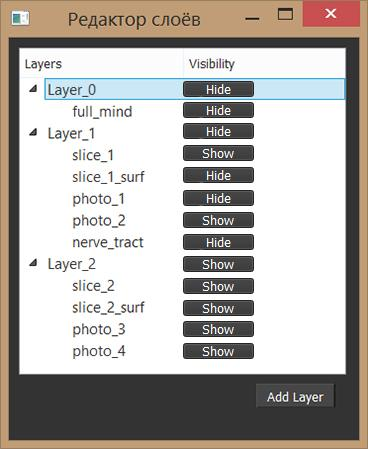 Редактор слоёв
Layers Visibility
Layer_0 Hide
full_mind Hide
Layer_1 Hide
slice_1 Show
slice_1_surf Hide
photo_1 Hide
photo_2 Show
nerve_tract Hide
Layer_2 Show
slice_2 Show
slice_2_surf Show
photo_3 Show
photo_4 Show
Add Layer